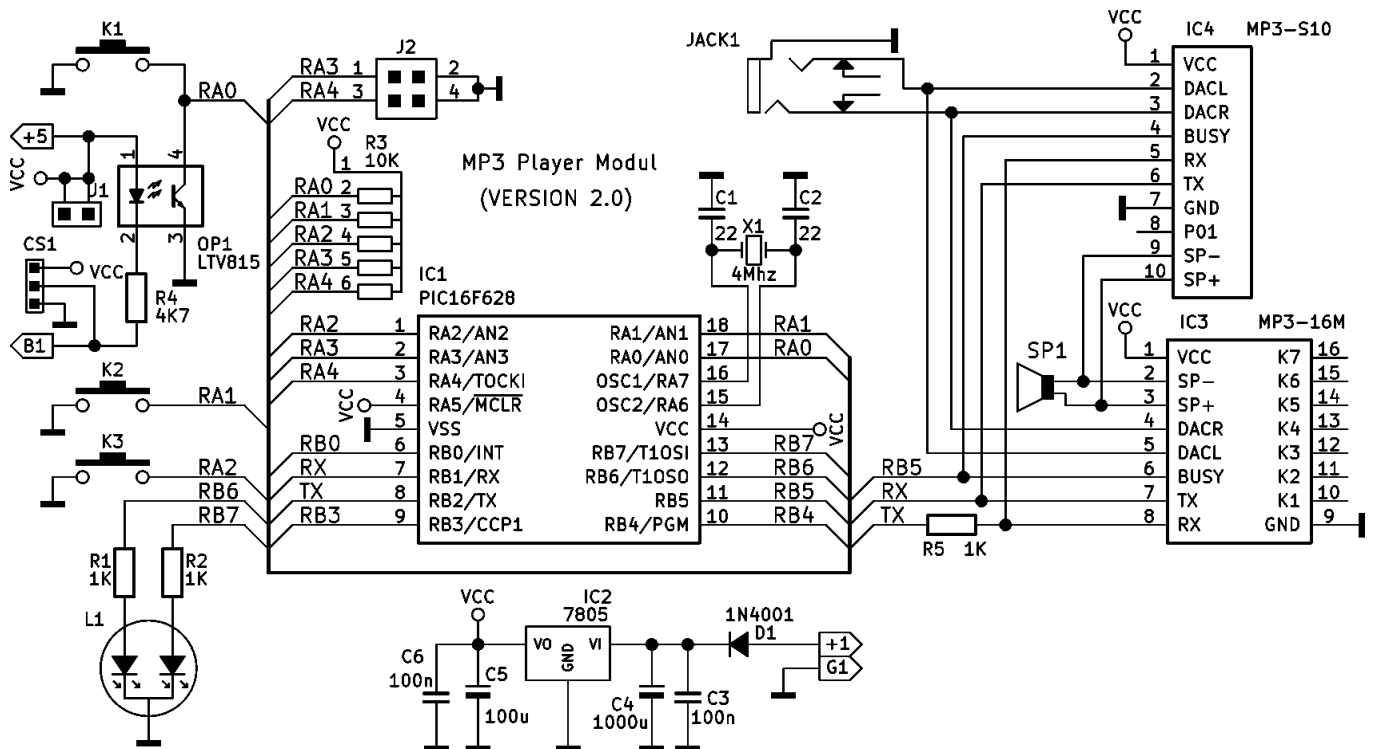 K1
RA0
+5
VCC
J1
1
4
2
3
OP1
LTV815
CS1
VCC
R4
4K7
B1
K2
RA1
K3
RA2
RB6
RB7
R1
1K
R2
1K
L1
J2
RA3 1
2
RA4 3
4
VCC
R3
10K
1
RA0 2
RA1 3
RA2 4
RA3 5
RA4 6
MP3 Player Modul
(VERSION 2.0)
C1
22
C2
22
X1
4Mhz
IC1
PIC16F628
RA2 1 RA2/AN2
RA3 2 RA3/AN3
RA4 3 RA4/TOCKI
VCC 4 RA5/MCLR
5 VSS
RB0 6 RB0/INT
RX 7 RB1/RX
TX 8 RB2/TX
RB3 9 RB3/CCP1
RA1/AN1 18 RA1
RA0/AN0 17 RA0
OSC1/RA7 16
OSC2/RA6 15
VCC 14 VCC
RB7/T1OSI 13 RB7
RB6/T1OSO 12 RB6
RB5 11 RB5
RB4/PGM 10 RB4
RB5
RX
TX
R5 1K
JACK1
VCC
IC4 MP3-S10
1 VCC
2 DACL
3 DACR
4 BUSY
5 RX
6 TX
7 GND
8 P01
9 SP-
10 SP+
SP1
VCC
IC3 MP3-16M
1 VCC K7 16
2 SP- K6 15
3 SP+ K5 14
4 DACR K4 13
5 DACL K3 12
6 BUSY K2 11
7 TX K1 10
8 RX GND 9
VCC
IC2
7805
VO
GND
VI
1N4001
D1
+1
G1
C6
100n
C5
100u
C4
1000u
C3
100n